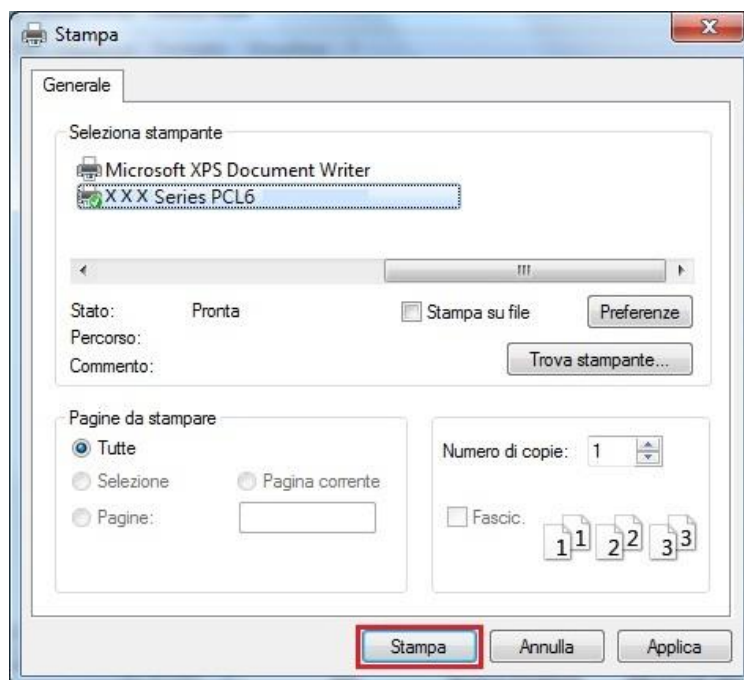 Stampa
X
Generale
Seleziona stampante
Microsoft XPS Document Writer
X X X Series PCL6
Stato: Pronta
Stampa su file
Preferenze
Percorso:
Commento:
Trova stampante...
Pagine da stampare
Tutte
Selezione
Pagina corrente
Pagine:
Numero di copie: 1
Fascic.
1 1 2 2 3 3
Stampa
Annulla
Applica